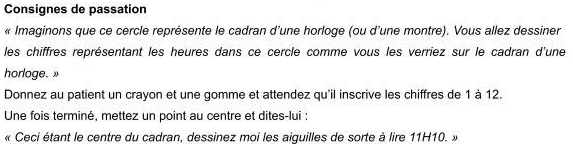 Consignes de passation
« Imaginons que ce cercle représente le cadran d'une horloge (ou d'une montre). Vous allez dessiner
les chiffres représentant les heures dans ce cercle comme vous les verriez sur le cadran d'une
horloge. »
Donnez au patient un crayon et une gomme et attendez qu'il inscrive les chiffres de 1 à 12.
Une fois terminé, mettez un point au centre et dites-lui :
« Ceci étant le centre du cadran, dessinez moi les aiguilles de sorte à lire 11H10. »